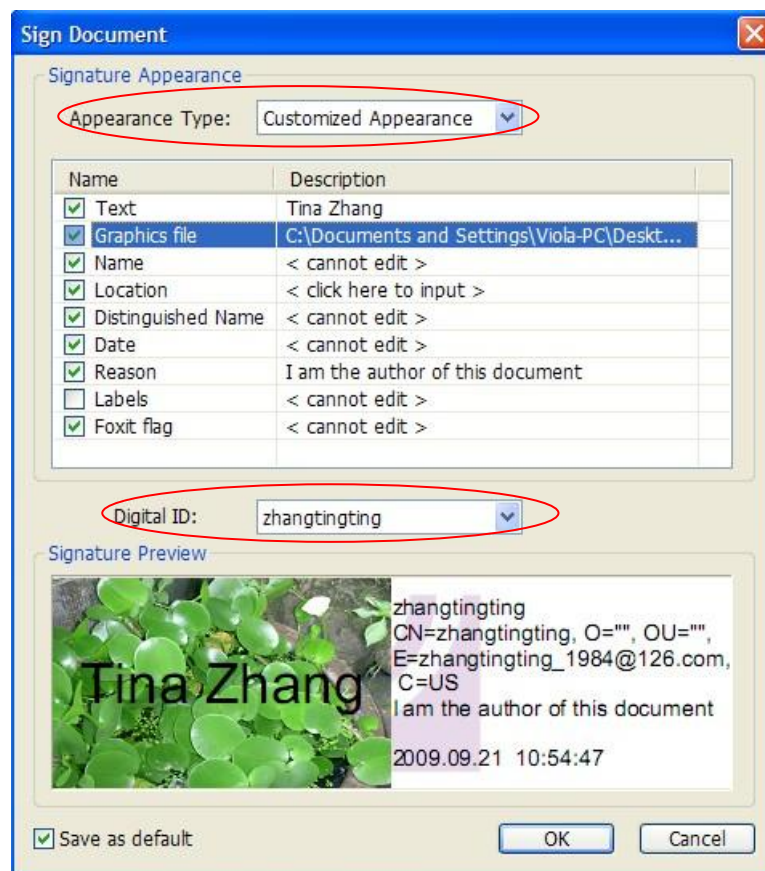 Sign Document
Signature Appearance
Appearance Type: Customized Appearance
Name Description
Text Tina Zhang
Graphics file C:\Documents and Settings\Viola-PC\Deskt...
Name < cannot edit >
Location < click here to input >
Distinguished Name < cannot edit >
Date < cannot edit >
Reason I am the author of this document
Labels < cannot edit >
Foxit flag < cannot edit >
Digital ID: zhangtingting
Signature Preview
Tina Zhang
zhangtingting
CN=zhangtingting, O="", OU="",
E=zhangtingting_1984@126.com,
C=US
I am the author of this document
2009.09.21 10:54:47
Save as default OK Cancel